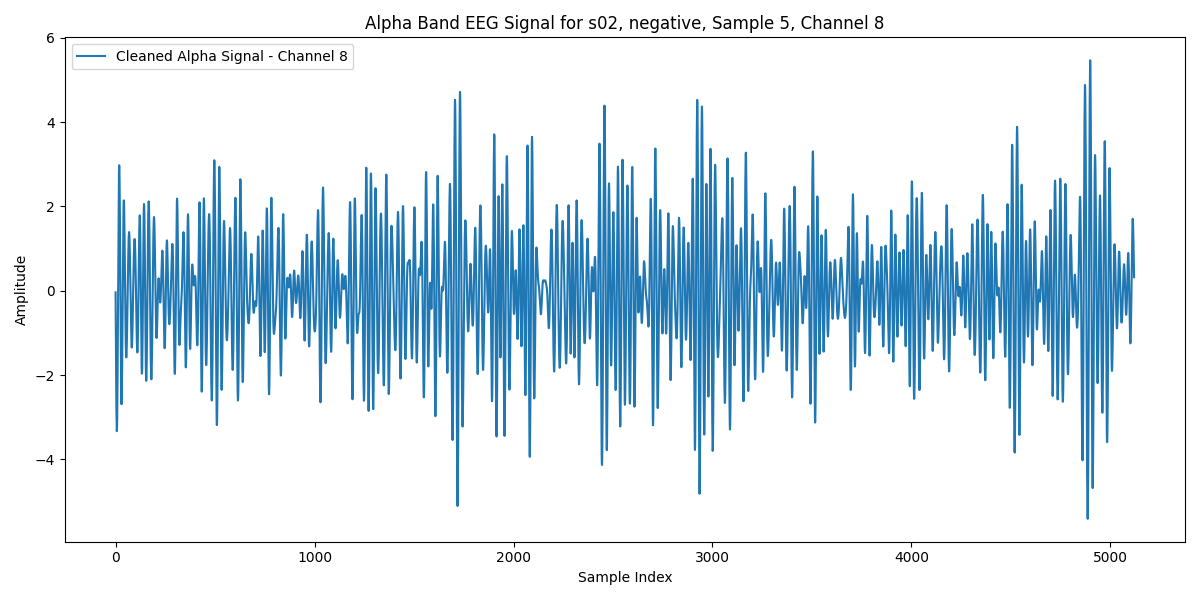 Alpha Band EEG Signal for s02, negative, Sample 5, Channel 8
Cleaned Alpha Signal - Channel 8
Amplitude
6
4
2
0
−2
−4
0 1000 2000 3000 4000 5000
Sample Index